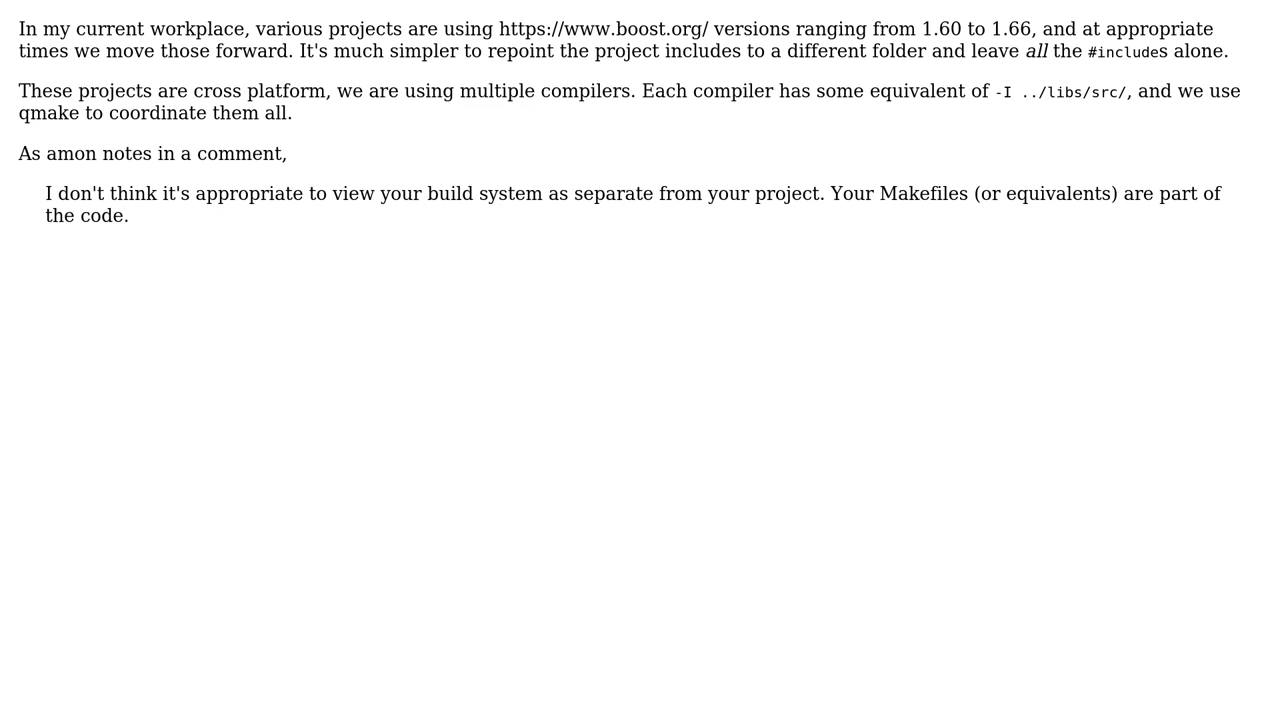 In my current workplace, various projects are using https://www.boost.org/ versions ranging from 1.60 to 1.66, and at appropriate
times we move those forward. It's much simpler to repoint the project includes to a different folder and leave all the #includes alone.
These projects are cross platform, we are using multiple compilers. Each compiler has some equivalent of -I ../libs/src/, and we use
qmake to coordinate them all.
As amon notes in a comment,
I don't think it's appropriate to view your build system as separate from your project. Your Makefiles (or equivalents) are part of
the code.